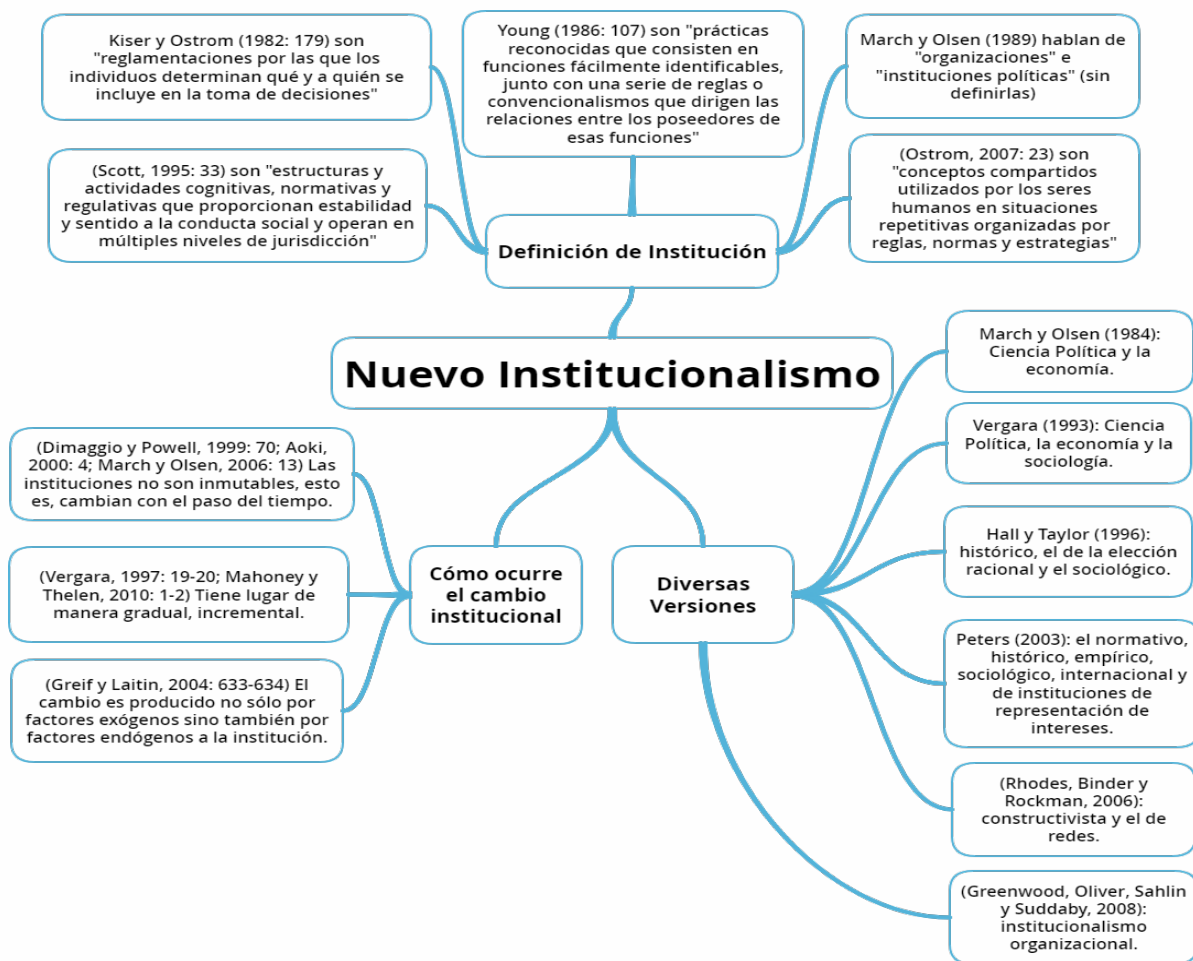 Kiser y Ostrom (1982: 179) son
"reglamentaciones por las que los
individuos determinan qué y a quién se
incluye en la toma de decisiones"
Young (1986: 107) son "prácticas
reconocidas que consisten en
funciones fácilmente identificables,
junto con una serie de reglas o
convencionalismos que dirigen las
relaciones entre los poseedores de
esas funciones"
March y Olsen (1989) hablan de
"organizaciones" e
"instituciones políticas" (sin
definirlas)
(Scott, 1995: 33) son "estructuras y
actividades cognitivas, normativas y
regulativas que proporcionan estabilidad
y sentido a la conducta social y operan en
múltiples niveles de jurisdicción"
(Ostrom, 2007: 23) son
"conceptos compartidos
utilizados por los seres
humanos en situaciones
repetitivas organizadas por
reglas, normas y estrategias"
Definición de Institución
Nuevo Institucionalismo
(Dimaggio y Powell, 1999: 70; Aoki,
2000: 4; March y Olsen, 2006: 13) Las
instituciones no son inmutables, esto
es, cambian con el paso del tiempo.
(Vergara, 1997: 19-20; Mahoney y
Thelen, 2010: 1-2) Tiene lugar de
manera gradual, incremental.
(Greif y Laitin, 2004: 633-634) El
cambio es producido no sólo por
factores exógenos sino también por
factores endógenos a la institución.
Cómo ocurre
el cambio
institucional
Diversas
Versiones
March y Olsen (1984):
Ciencia Política y la
economía.
Vergara (1993): Ciencia
Política, la economía y la
sociología.
Hall y Taylor (1996):
histórico, el de la elección
racional y el sociológico.
Peters (2003): el normativo,
histórico, empírico,
sociológico, internacional y
de instituciones de
representación de
intereses.
(Rhodes, Binder y
Rockman, 2006):
constructivista y el de
redes.
(Greenwood, Oliver, Sahlin
y Suddaby, 2008):
institucionalismo
organizacional.